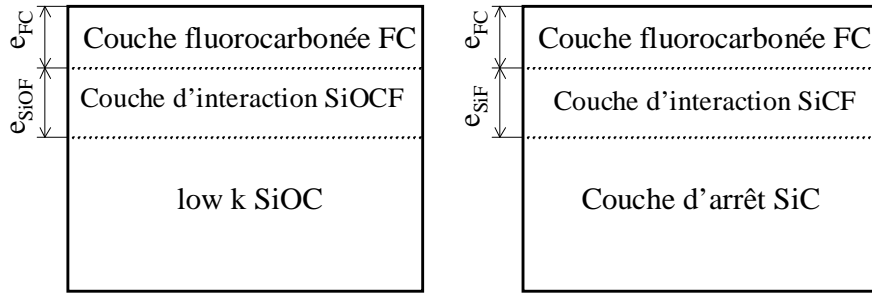 e_FC
Couche fluorocarbonée FC
e_SiOF
Couche d'interaction SiOCF
low k SiOC
e_FC
Couche fluorocarbonée FC
e_SiF
Couche d'interaction SiCF
Couche d'arrêt SiC